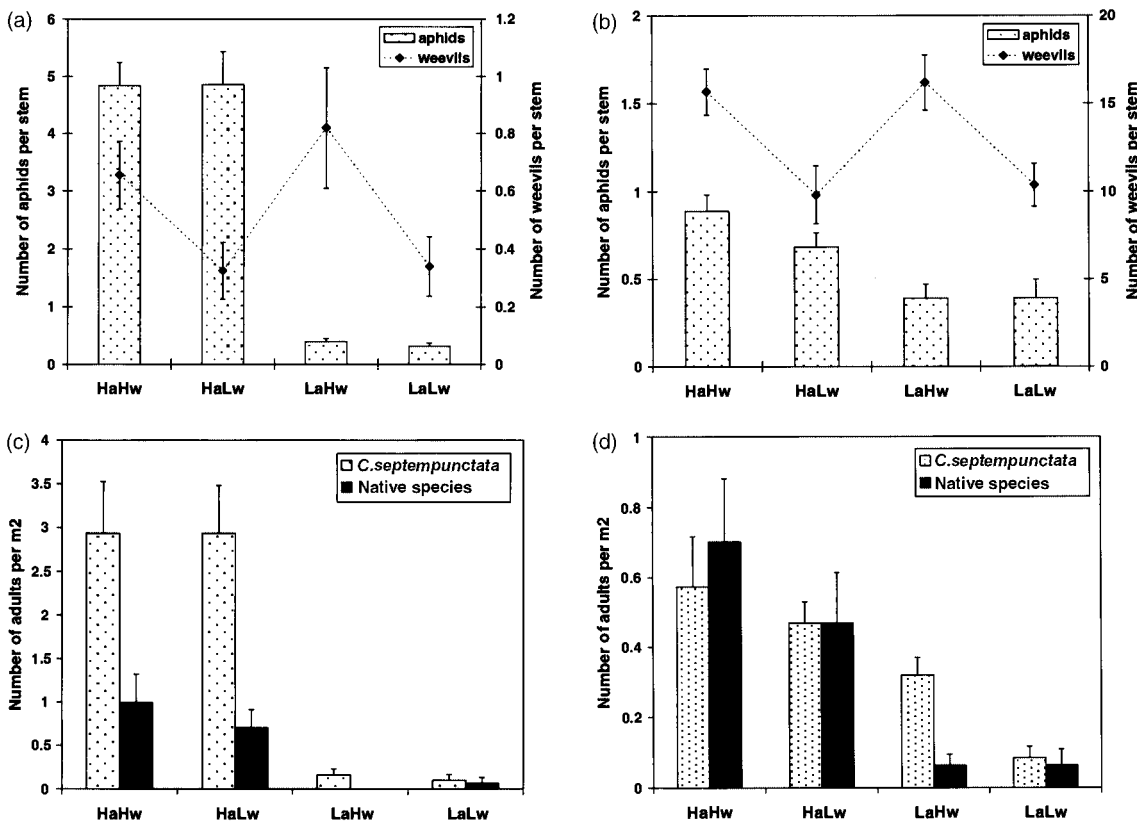 (a)
Number of aphids per stem
6
5
4
3
2
1
0
aphids
weevils
1.2
1
0.8
0.6
0.4
0.2
0
Number of weevils per stem
HaHw HaLw LaHw LaLw
(b)
Number of aphids per stem
2
1.5
1
0.5
0
aphids
weevils
20
15
10
5
0
Number of weevils per stem
HaHw HaLw LaHw LaLw
(c)
Number of adults per m2
4
3.5
3
2.5
2
1.5
1
0.5
0
C.septempunctata
Native species
HaHw HaLw LaHw LaLw
(d)
Number of adults per m2
1
0.8
0.6
0.4
0.2
0
C.septempunctata
Native species
HaHw HaLw LaHw LaLw